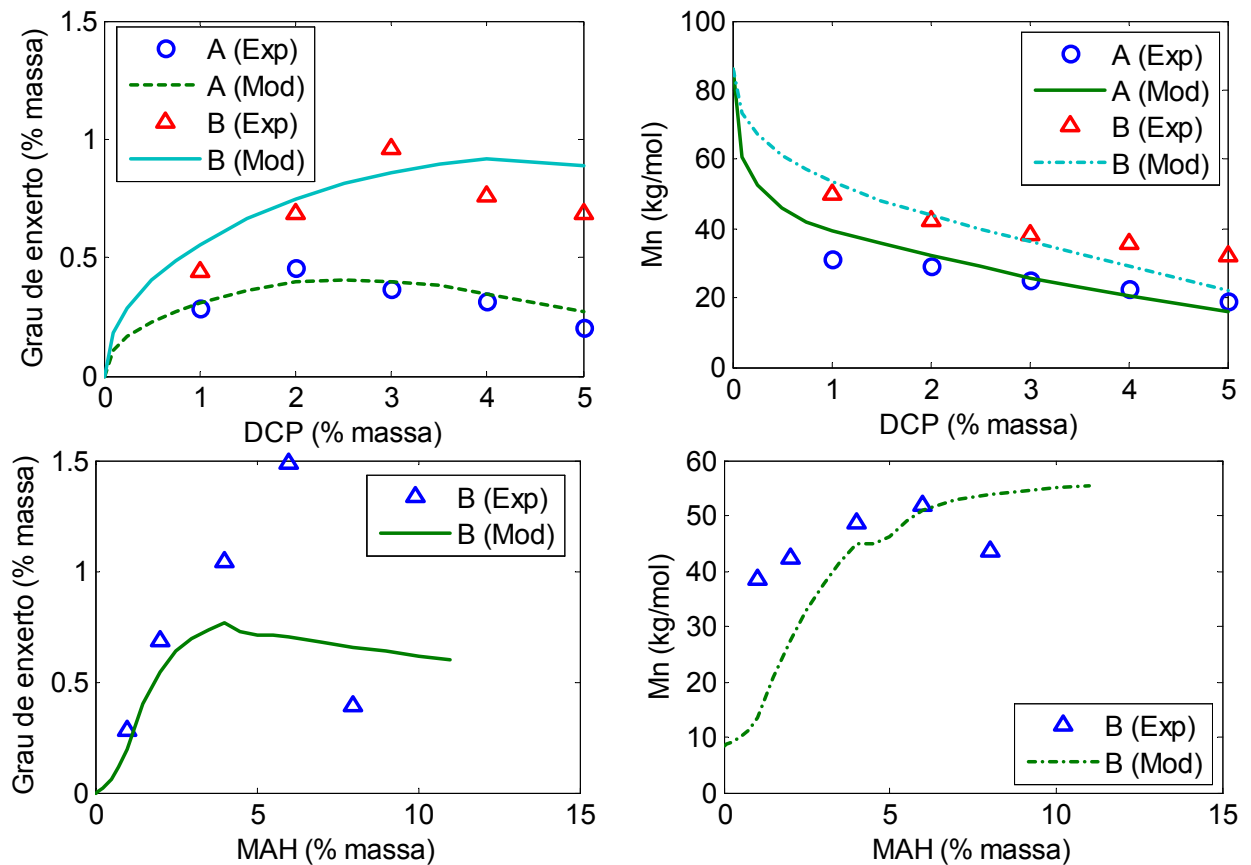 Grau de enxerto (% massa)
1.5
1
0.5
0
A (Exp)
A (Mod)
B (Exp)
B (Mod)
0 1 2 3 4 5
DCP (% massa)
Mn (kg/mol)
100
80
60
40
20
0
A (Exp)
A (Mod)
B (Exp)
B (Mod)
0 1 2 3 4 5
DCP (% massa)
Grau de enxerto (% massa)
1.5
1
0.5
0
B (Exp)
B (Mod)
0 5 10 15
MAH (% massa)
Mn (kg/mol)
60
50
40
30
20
10
0
B (Exp)
B (Mod)
0 5 10 15
MAH (% massa)